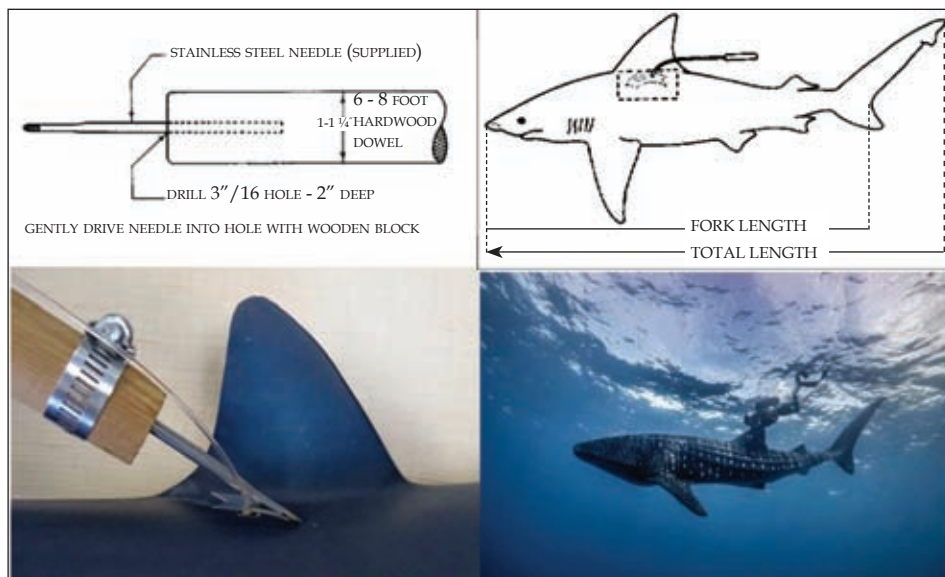 STAINLESS STEEL NEEDLE (SUPPLIED)
6 - 8 FOOT
1-1 ¼"
HARDWOOD
DOWEL
DRILL 3"/16 HOLE - 2" DEEP
GENTLY DRIVE NEEDLE INTO HOLE WITH WOODEN BLOCK
FORK LENGTH
TOTAL LENGTH